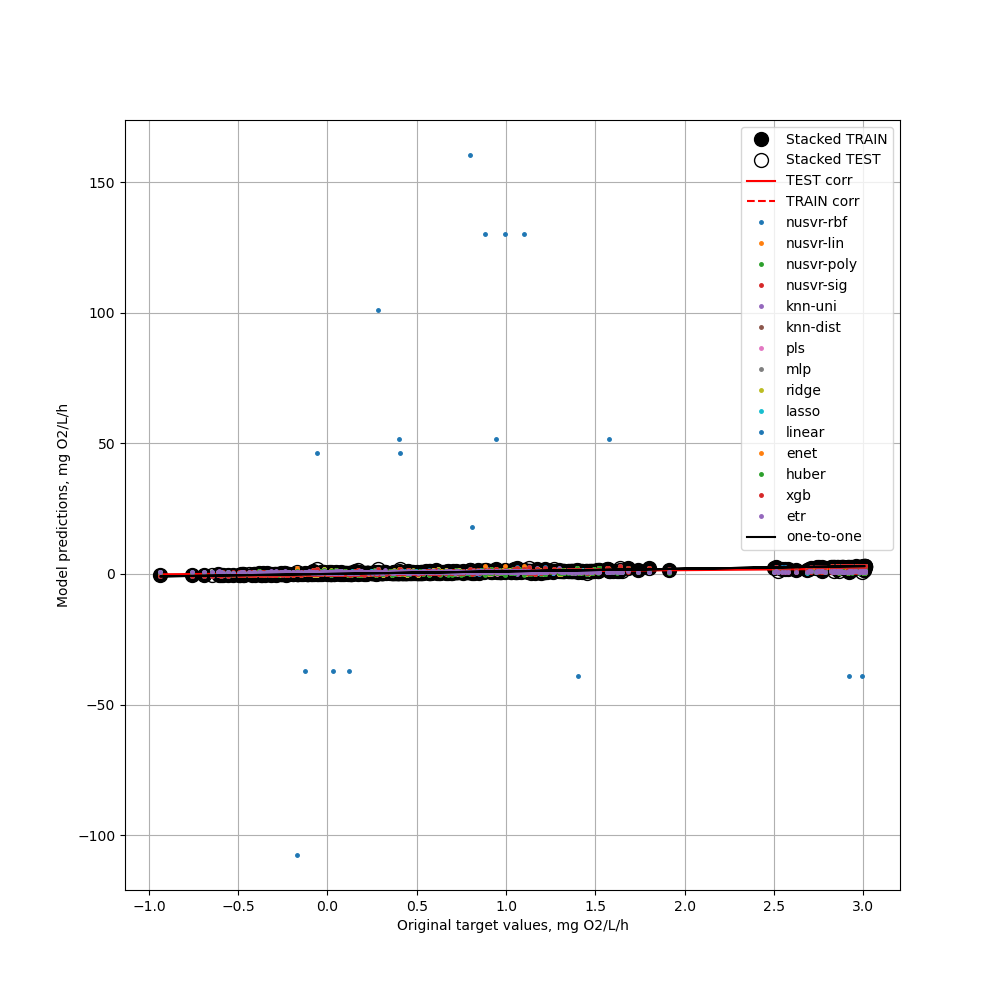 Stacked TRAIN
Stacked TEST
TEST corr
TRAIN corr
nusvr-rbf
nusvr-lin
nusvr-poly
nusvr-sig
knn-uni
knn-dist
pls
mlp
ridge
lasso
linear
enet
huber
xgb
etr
one-to-one
150
100
50
0
−50
−100
Model predictions, mg O2/L/h
−1.0 −0.5 0.0 0.5 1.0 1.5 2.0 2.5 3.0
Original target values, mg O2/L/h